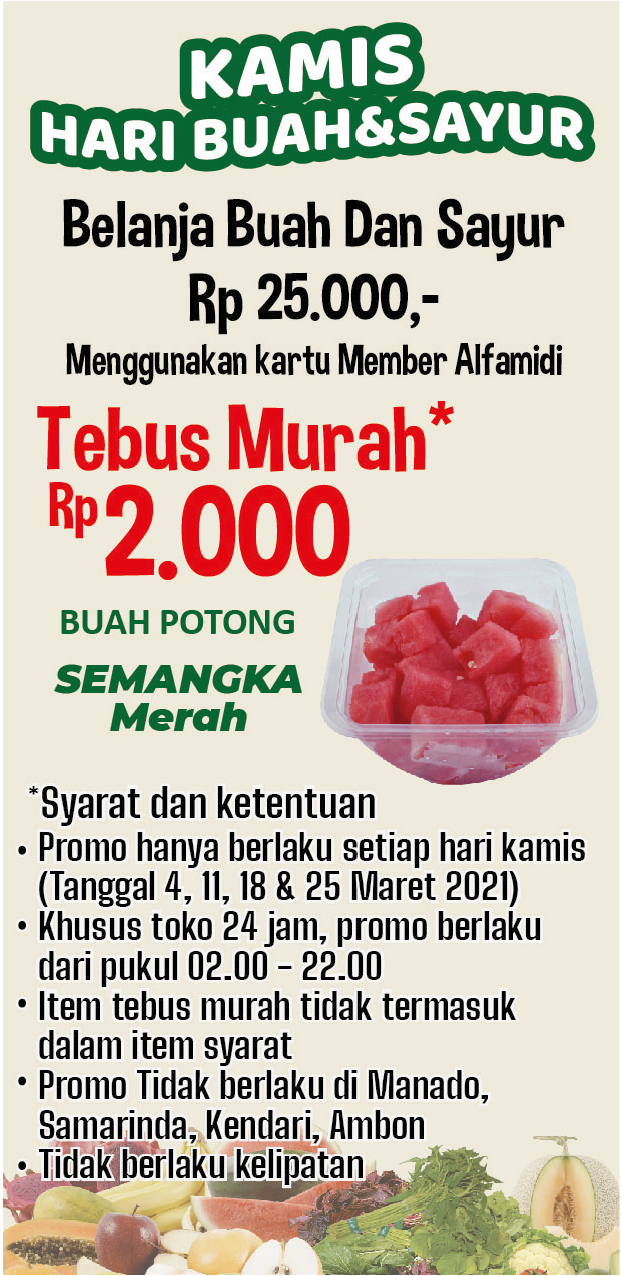 KAMIS
HARI BUAH&SAYUR
Belanja Buah Dan Sayur
Rp 25.000,-
Menggunakan kartu Member Alfamidi
Tebus Murah*
Rp 2.000
BUAH POTONG
SEMANGKA
Merah
*Syarat dan ketentuan
• Promo hanya berlaku setiap hari kamis
(Tanggal 4, 11, 18 & 25 Maret 2021)
• Khusus toko 24 jam, promo berlaku
dari pukul 02.00 – 22.00
• Item tebus murah tidak termasuk
dalam item syarat
• Promo Tidak berlaku di Manado,
Samarinda, Kendari, Ambon
• Tidak berlaku kelipatan